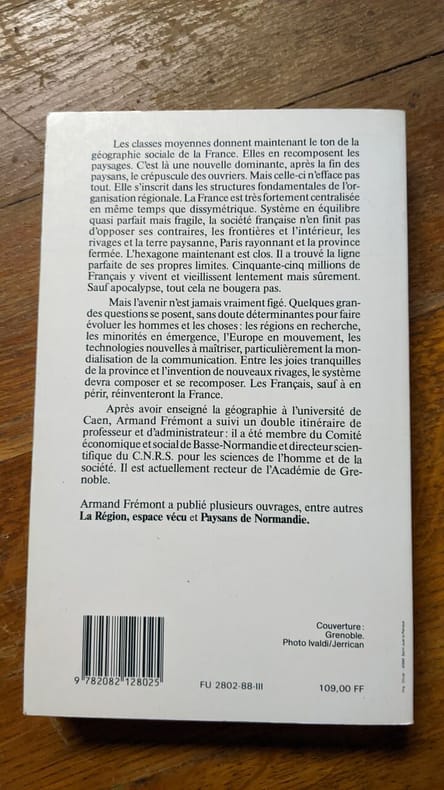 Les classes moyennes donnent maintenant le ton de la
géographie sociale de la France. Elles en recomposent les
paysages. C'est là une nouvelle dominante, après la fin des
paysans, le crépuscule des ouvriers. Mais celle-ci n'efface pas
tout. Elle s'inscrit dans les structures fondamentales de l'or-
ganisation régionale. La France est très fortement centralisée
en même temps que dissymétrique. Système en équilibre
quasi parfait mais fragile, la société française n'en finit pas
d'opposer ses contraires, les frontières et l'intérieur, les
rivages et la terre paysanne, Paris rayonnant et la province
fermée. L'hexagone maintenant est clos. Il a trouvé la ligne
parfaite de ses propres limites. Cinquante-cinq millions de
Français y vivent et vieillissent lentement mais sûrement.
Sauf apocalypse, tout cela ne bougera pas.
Mais l'avenir n'est jamais vraiment figé. Quelques gran-
des questions se posent, sans doute déterminantes pour faire
évoluer les hommes et les choses : les régions en recherche,
les minorités en émergence, l'Europe en mouvement, les
technologies nouvelles à maîtriser, particulièrement la mon-
dialisation de la communication. Entre les joies tranquilles
de la province et l'invention de nouveaux rivages, le système
devra composer et se recomposer. Les Français, sauf à en
périr, réinventeront la France.
Après avoir enseigné la géographie à l'université de
Caen, Armand Frémont a suivi un double itinéraire de
professeur et d'administrateur : il a été membre du Comité
économique et social de Basse-Normandie et directeur scien-
tifique du C.N.R.S. pour les sciences de l'homme et de la
société. Il est actuellement recteur de l'Académie de Gre-
noble.
Armand Frémont a publié plusieurs ouvrages, entre autres
La Région, espace vécu et Paysans de Normandie.
Couverture :
Grenoble.
Photo Ivaldi/Jerrican
9 782082 128025
FU 2802-88-III
109,00 FF